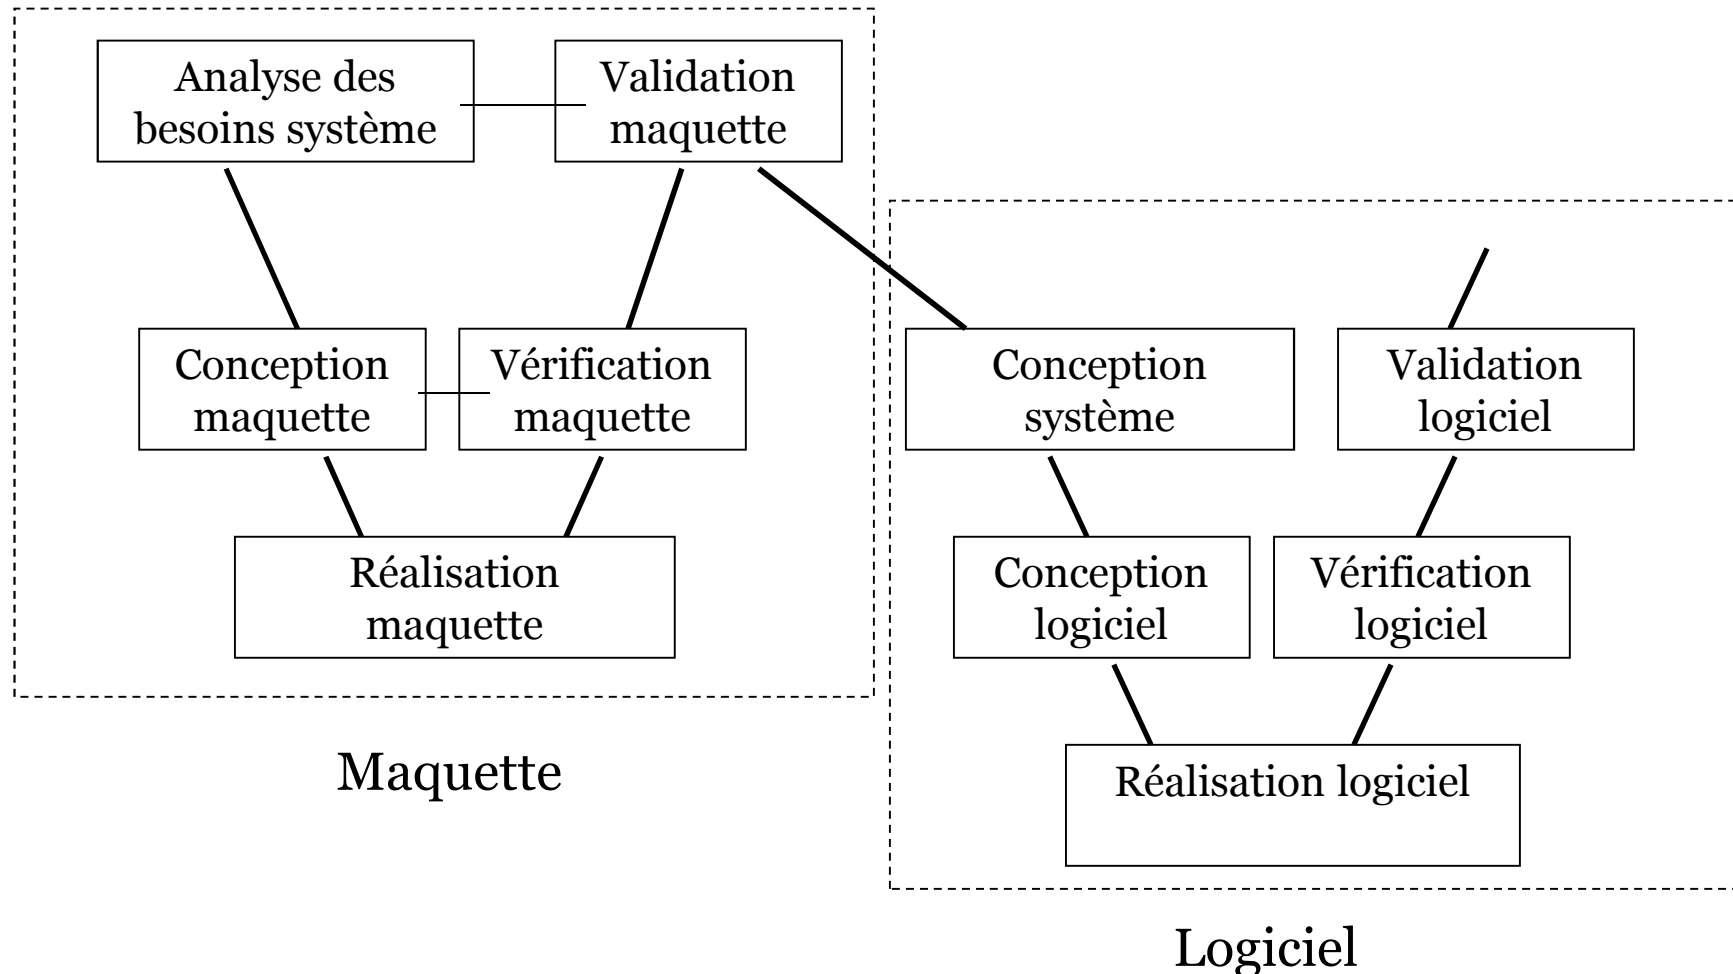 Analyse des
besoins système
Validation
maquette
Conception
maquette
Vérification
maquette
Réalisation
maquette
Maquette
Conception
système
Validation
logiciel
Conception
logiciel
Vérification
logiciel
Réalisation logiciel
Logiciel